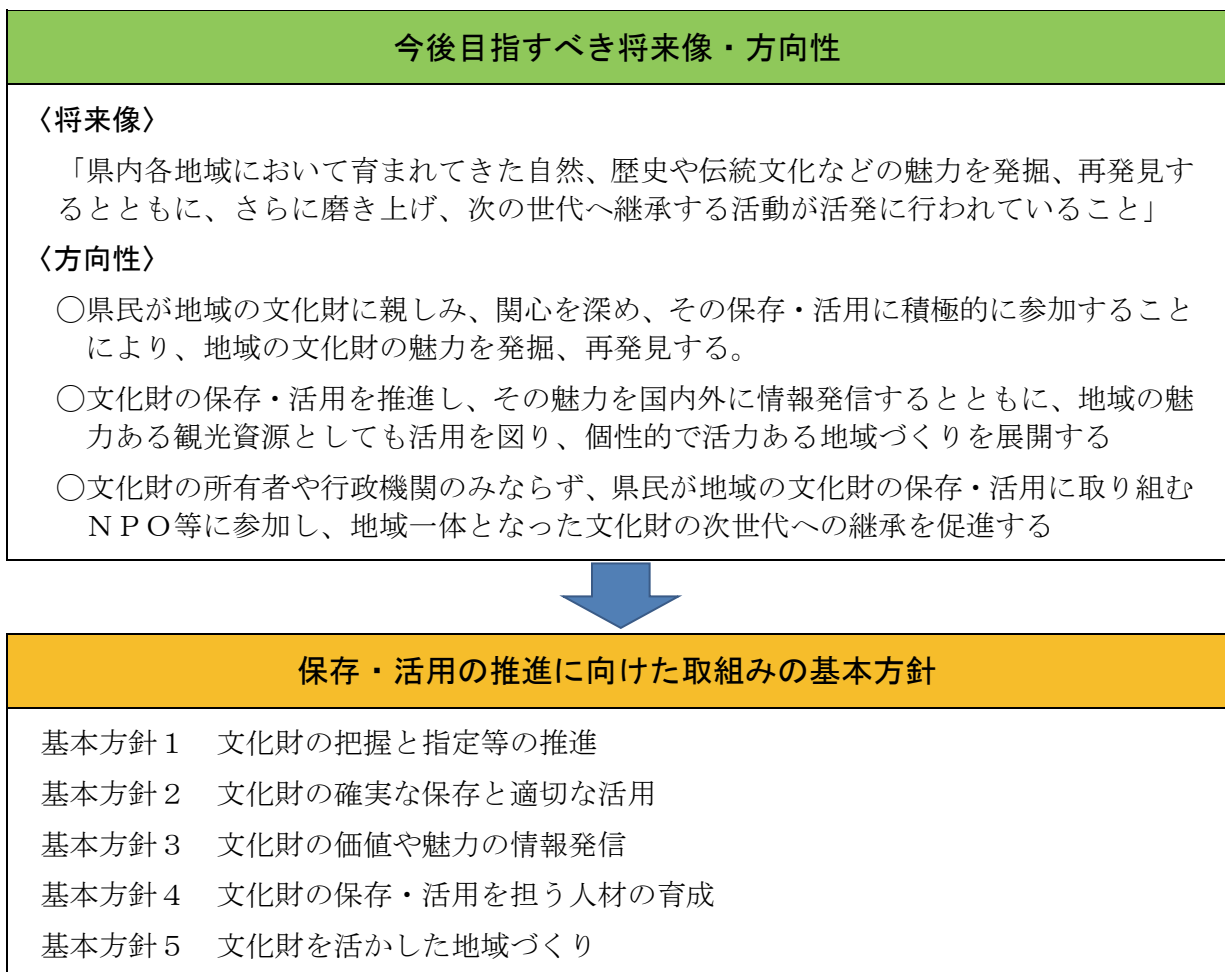 今後目指すべき将来像・方向性
〈将来像〉
「県内各地域において育まれてきた自然、歴史や伝統文化などの魅力を発掘、再発見す
るとともに、さらに磨き上げ、次の世代へ継承する活動が活発に行われていること」
〈方向性〉
○県民が地域の文化財に親しみ、関心を深め、その保存・活用に積極的に参加すること
により、地域の文化財の魅力を発掘、再発見する。
○文化財の保存・活用を推進し、その魅力を国内外に情報発信するとともに、地域の魅
力ある観光資源としても活用を図り、個性的で活力ある地域づくりを展開する
○文化財の所有者や行政機関のみならず、県民が地域の文化財の保存・活用に取り組む
ＮＰＯ等に参加し、地域一体となった文化財の次世代への継承を促進する
保存・活用の推進に向けた取組みの基本方針
基本方針１　文化財の把握と指定等の推進
基本方針２　文化財の確実な保存と適切な活用
基本方針３　文化財の価値や魅力の情報発信
基本方針４　文化財の保存・活用を担う人材の育成
基本方針５　文化財を活かした地域づくり